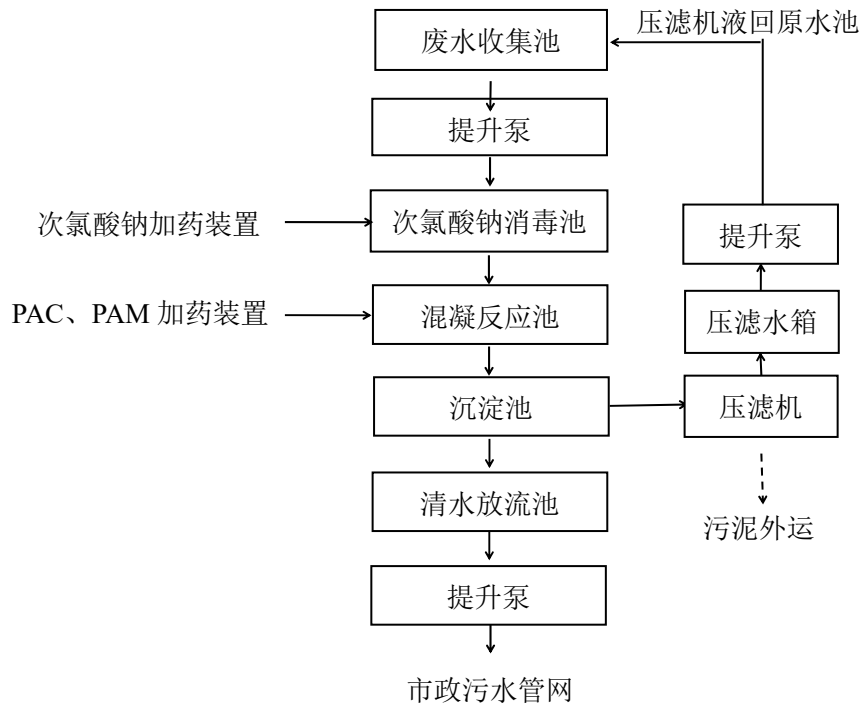 废水收集池
压滤机液回原水池
提升泵
次氯酸钠加药装置
次氯酸钠消毒池
提升泵
PAC、PAM 加药装置
混凝反应池
压滤水箱
沉淀池
压滤机
清水放流池
污泥外运
提升泵
市政污水管网